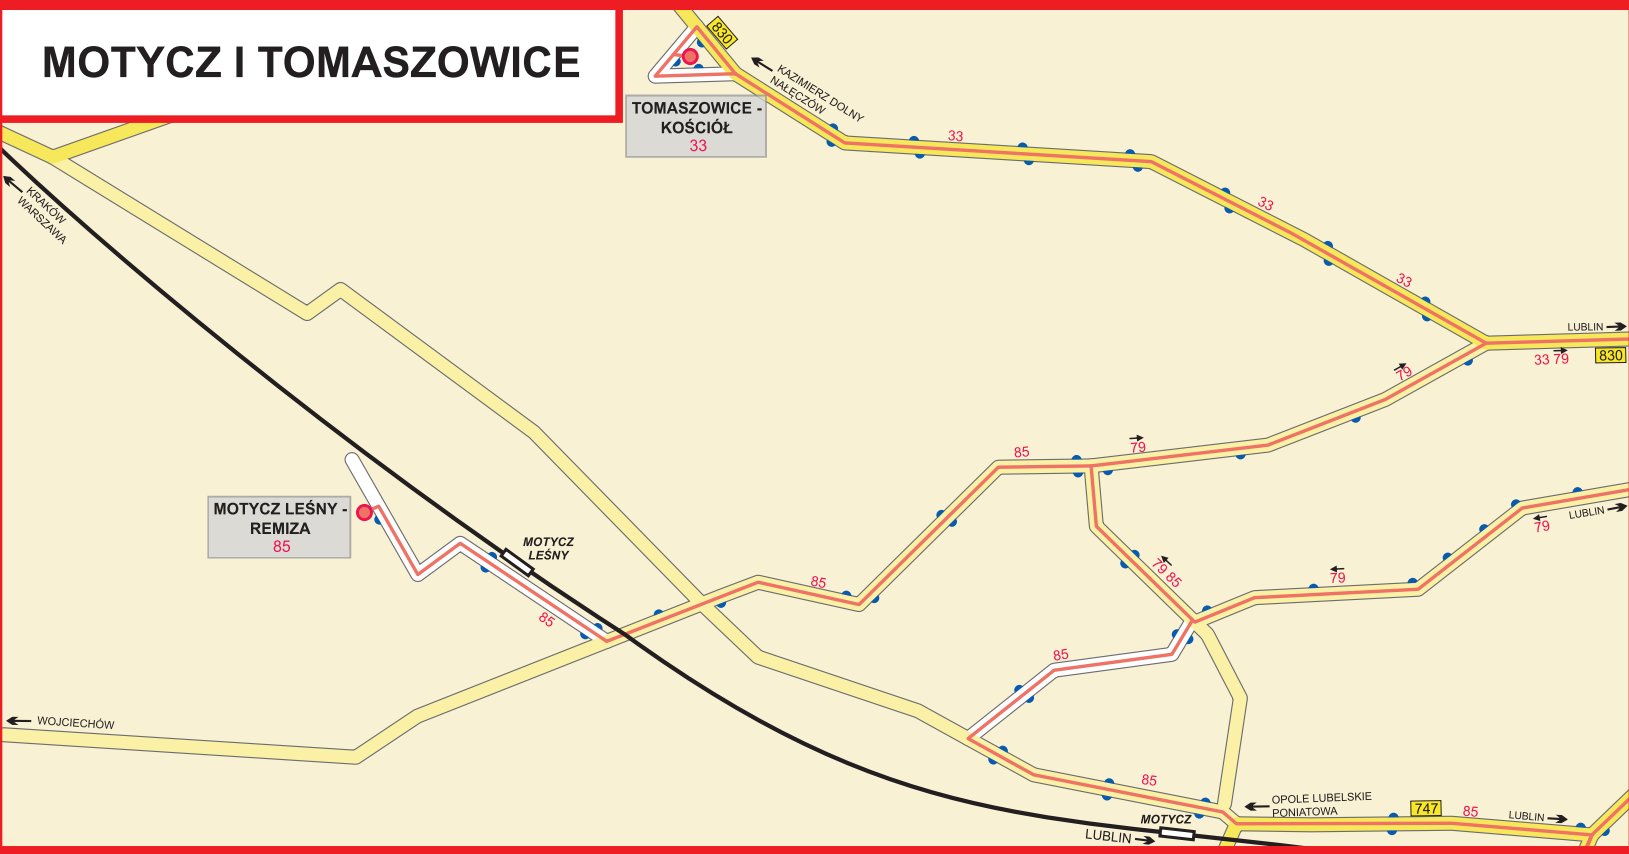 MOTYCZ I TOMASZOWICE
830
KAZIMIERZ DOLNY
NAŁĘCZÓW
TOMASZOWICE -
KOŚCIÓŁ
33
33
33
33
KRAKÓW
WARSZAWA
LUBLIN
33 79
830
79
79
85
MOTYCZ LEŚNY -
REMIZA
85
MOTYCZ
LEŚNY
85
85
79 85
79
79
LUBLIN
85
WOJCIECHÓW
85
OPOLE LUBELSKIE
PONIATOWA
747
85
LUBLIN
MOTYCZ
LUBLIN